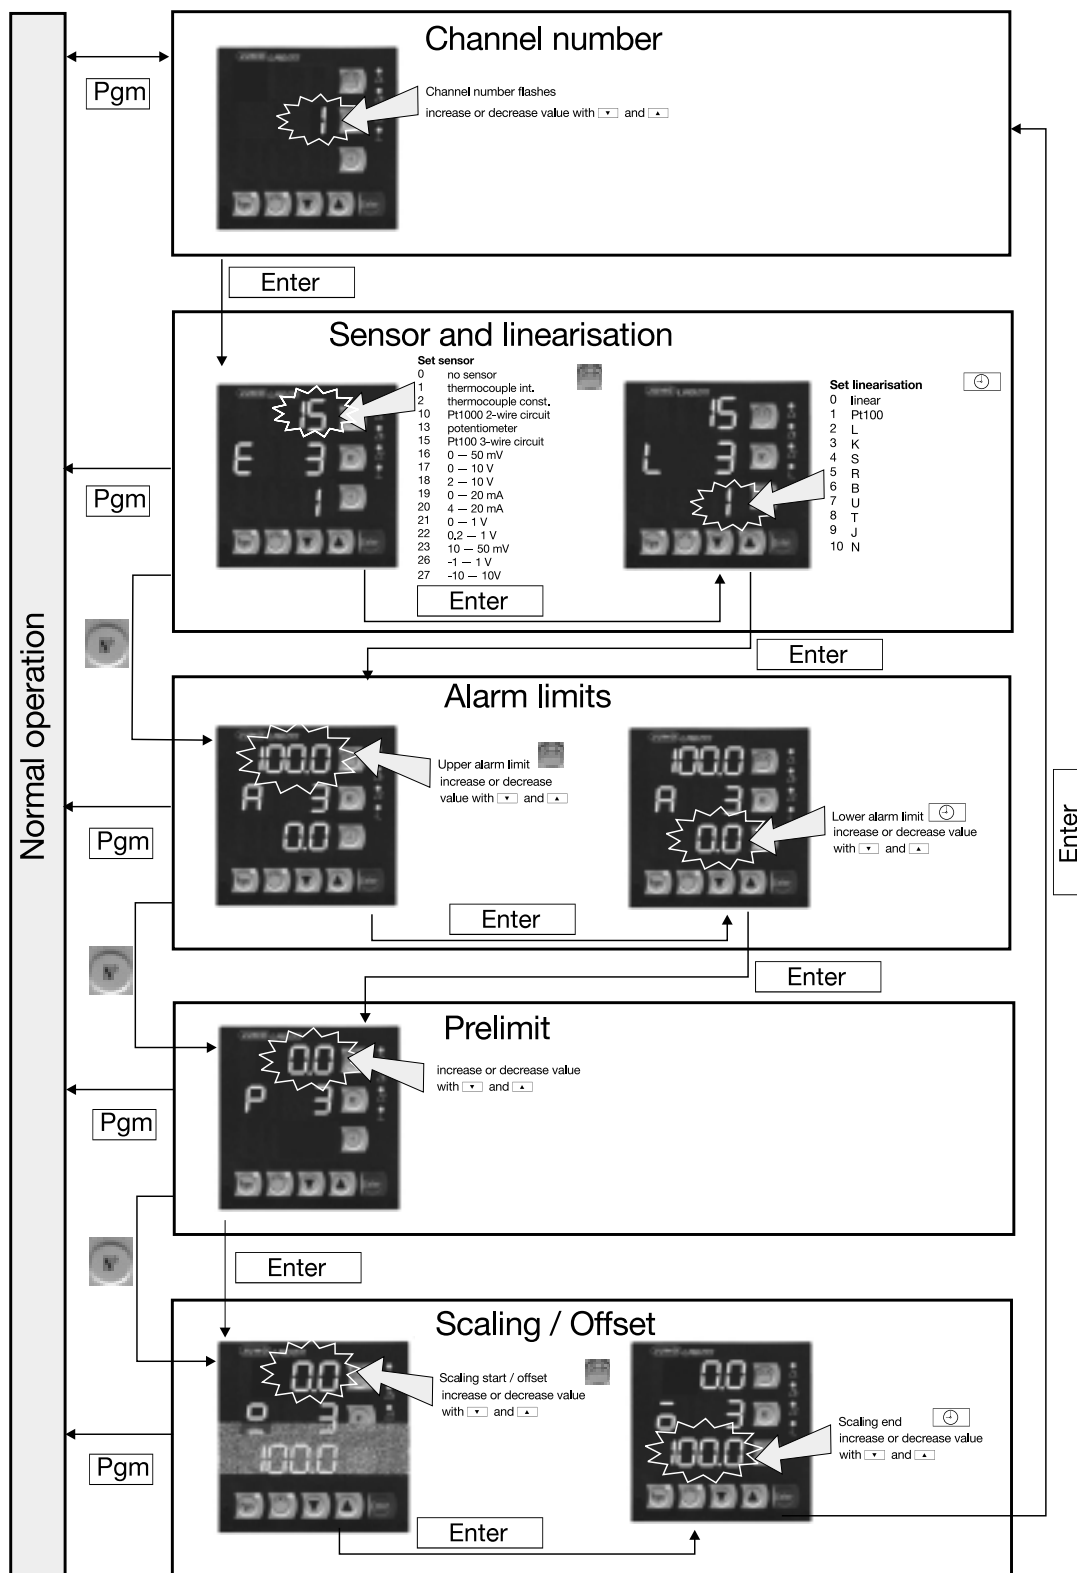 Channel number
Pgm
Channel number flashes
increase or decrease value with ▼ and ▲
1
Enter
Sensor and linearisation
Set sensor
0 no sensor
1 thermocouple int.
2 thermocouple const.
10 Pt1000 2-wire circuit
13 potentiometer
15 Pt100 3-wire circuit
16 0 — 50 mV
17 0 — 10 V
18 2 — 10 V
19 0 — 20 mA
20 4 — 20 mA
21 0 — 1 V
22 0.2 — 1 V
23 10 — 50 mV
26 -1 — 1 V
27 -10 — 10V
15
E 3
1
Set linearisation
0 linear
1 Pt100
2 L
3 K
4 S
5 R
6 B
7 U
8 T
9 J
10 N
15
L 3
1
Pgm
Enter
Enter
Normal operation
Alarm limits
100.0
A 3
0.0
Upper alarm limit
increase or decrease
value with ▼ and ▲
100.0
A 3
0.0
Lower alarm limit
increase or decrease value
with ▼ and ▲
Pgm
Enter
Enter
Enter
Prelimit
0.0
P 3
increase or decrease value
with ▼ and ▲
Pgm
Enter
Scaling / Offset
0.0
3
100.0
Scaling start / offset
increase or decrease value
with ▼ and ▲
0.0
3
100.0
Scaling end
increase or decrease value
with ▼ and ▲
Pgm
Enter